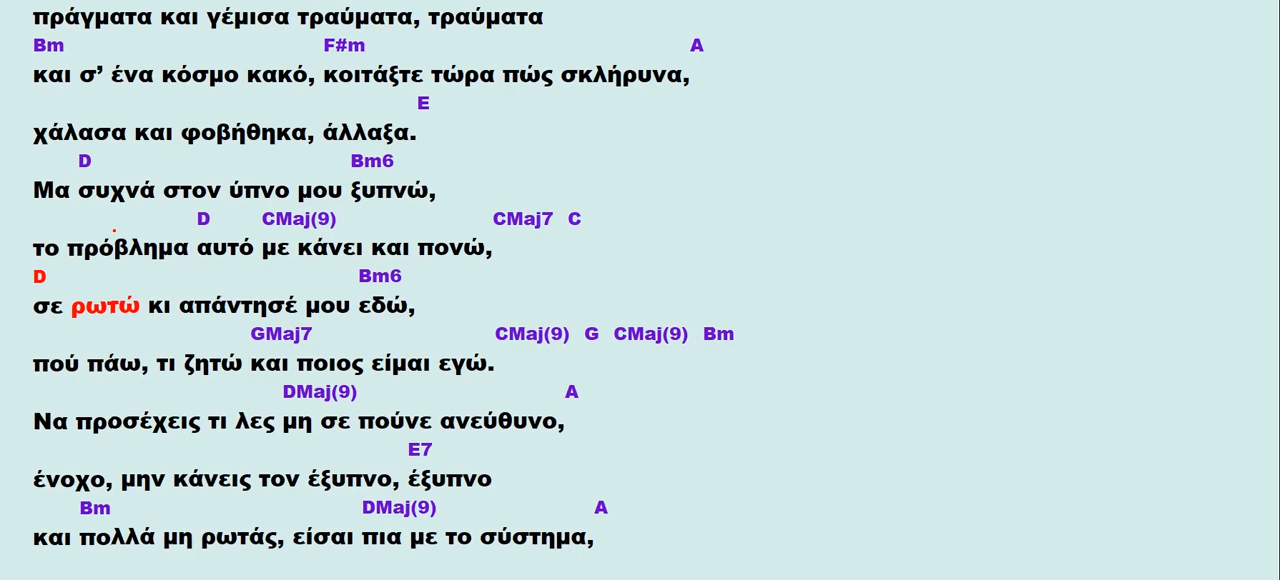 πράγματα και γέμισα τραύματα, τραύματα
Bm F#m A
και σ’ ένα κόσμο κακό, κοιτάξτε τώρα πώς σκλήρυνα,
E
χάλασα και φοβήθηκα, άλλαξα.
D Bm6
Μα συχνά στον ύπνο μου ξυπνώ,
D CMaj(9) CMaj7 C
το πρόβλημα αυτό με κάνει και πονώ,
D Bm6
σε ρωτώ κι απάντησέ μου εδώ,
GMaj7 CMaj(9) G CMaj(9) Bm
πού πάω, τι ζητώ και ποιος είμαι εγώ.
DMaj(9) A
Να προσέχεις τι λες μη σε πούνε ανεύθυνο,
E7
ένοχο, μην κάνεις τον έξυπνο, έξυπνο
Bm DMaj(9) A
και πολλά μη ρωτάς, είσαι πια με το σύστημα,